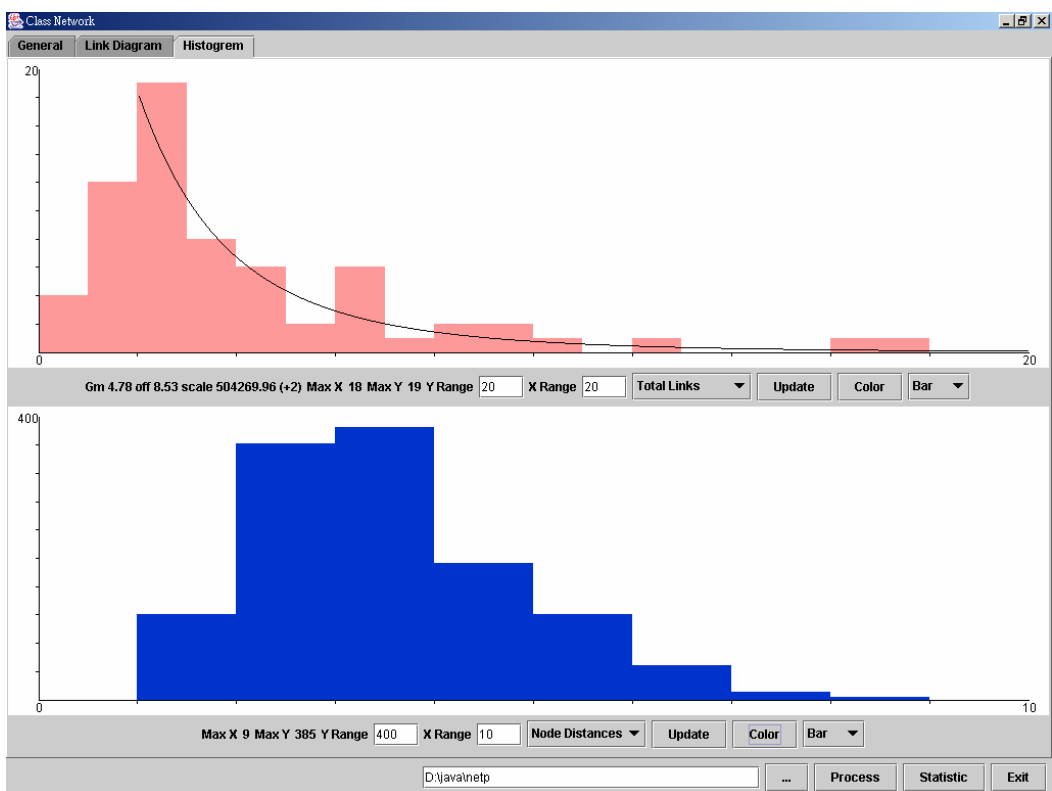 Class Network
General Link Diagram Histogrem
20
0 20
Gm 4.78 off 8.53 scale 504269.96 (+2) Max X 18 Max Y 19 Y Range 20 X Range 20 Total Links Update Color Bar
400
0 10
Max X 9 Max Y 385 Y Range 400 X Range 10 Node Distances Update Color Bar
D:\java\netp ... Process Statistic Exit